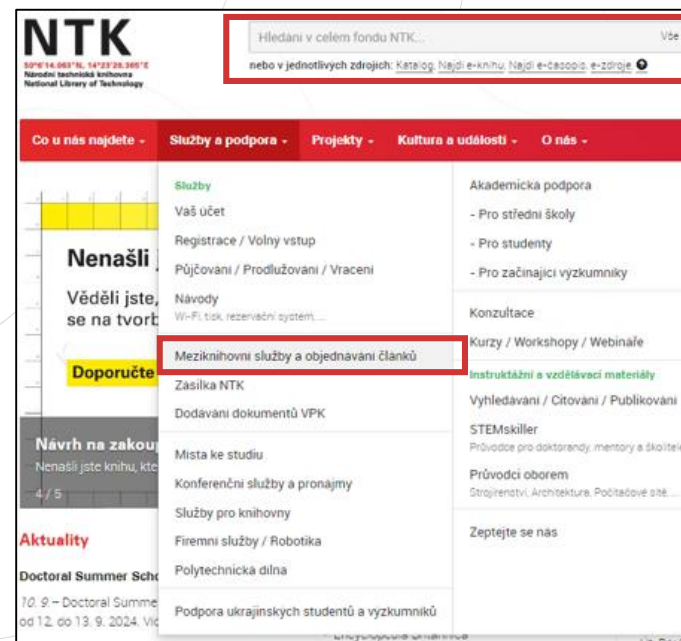 NTK
50°6'14.083"N, 14°23'26.365"E
Národní technická knihovna
National Library of Technology
Hledání v celém fondu NTK...
Vše
nebo v jednotlivých zdrojích: Katalog, Najdi e-knihu, Najdi e-časopis, e-zdroje
Co u nás najdete
Služby a podpora
Projekty
Kultura a události
O nás
Nenašli
Věděli jste,
se na tvorb
Doporučte
Návrh na zakou
Nenašli jste knihu, kte
4 / 5
Služby
Váš účet
Registrace / Volný vstup
Půjčování / Prodlužování / Vracení
Návody
Wi-Fi, tisk, rezervační systém, ...
Meziknihovní služby a objednávání článků
Zásilka NTK
Dodávání dokumentů VPK
Místa ke studiu
Konferenční služby a pronájmy
Služby pro knihovny
Firemní služby / Robotika
Polytechnická dílna
Podpora ukrajinských studentů a výzkumníků
Akademická podpora
- Pro střední školy
- Pro studenty
- Pro začínající výzkumníky
Konzultace
Kurzy / Workshopy / Webináře
Instruktážní a vzdělávací materiály
Vyhledávání / Citování / Publikování
STEMskiller
Průvodce pro doktorandy, mentory a školitele
Průvodci oborem
Strojírenství, Architektura, Počítačové sítě, ...
Zeptejte se nás
Aktuality
Doctoral Summer Scho
10. 9. – Doctoral Summe
od 12. do 13. 9. 2024. Víc
Encyclopedia Britannica